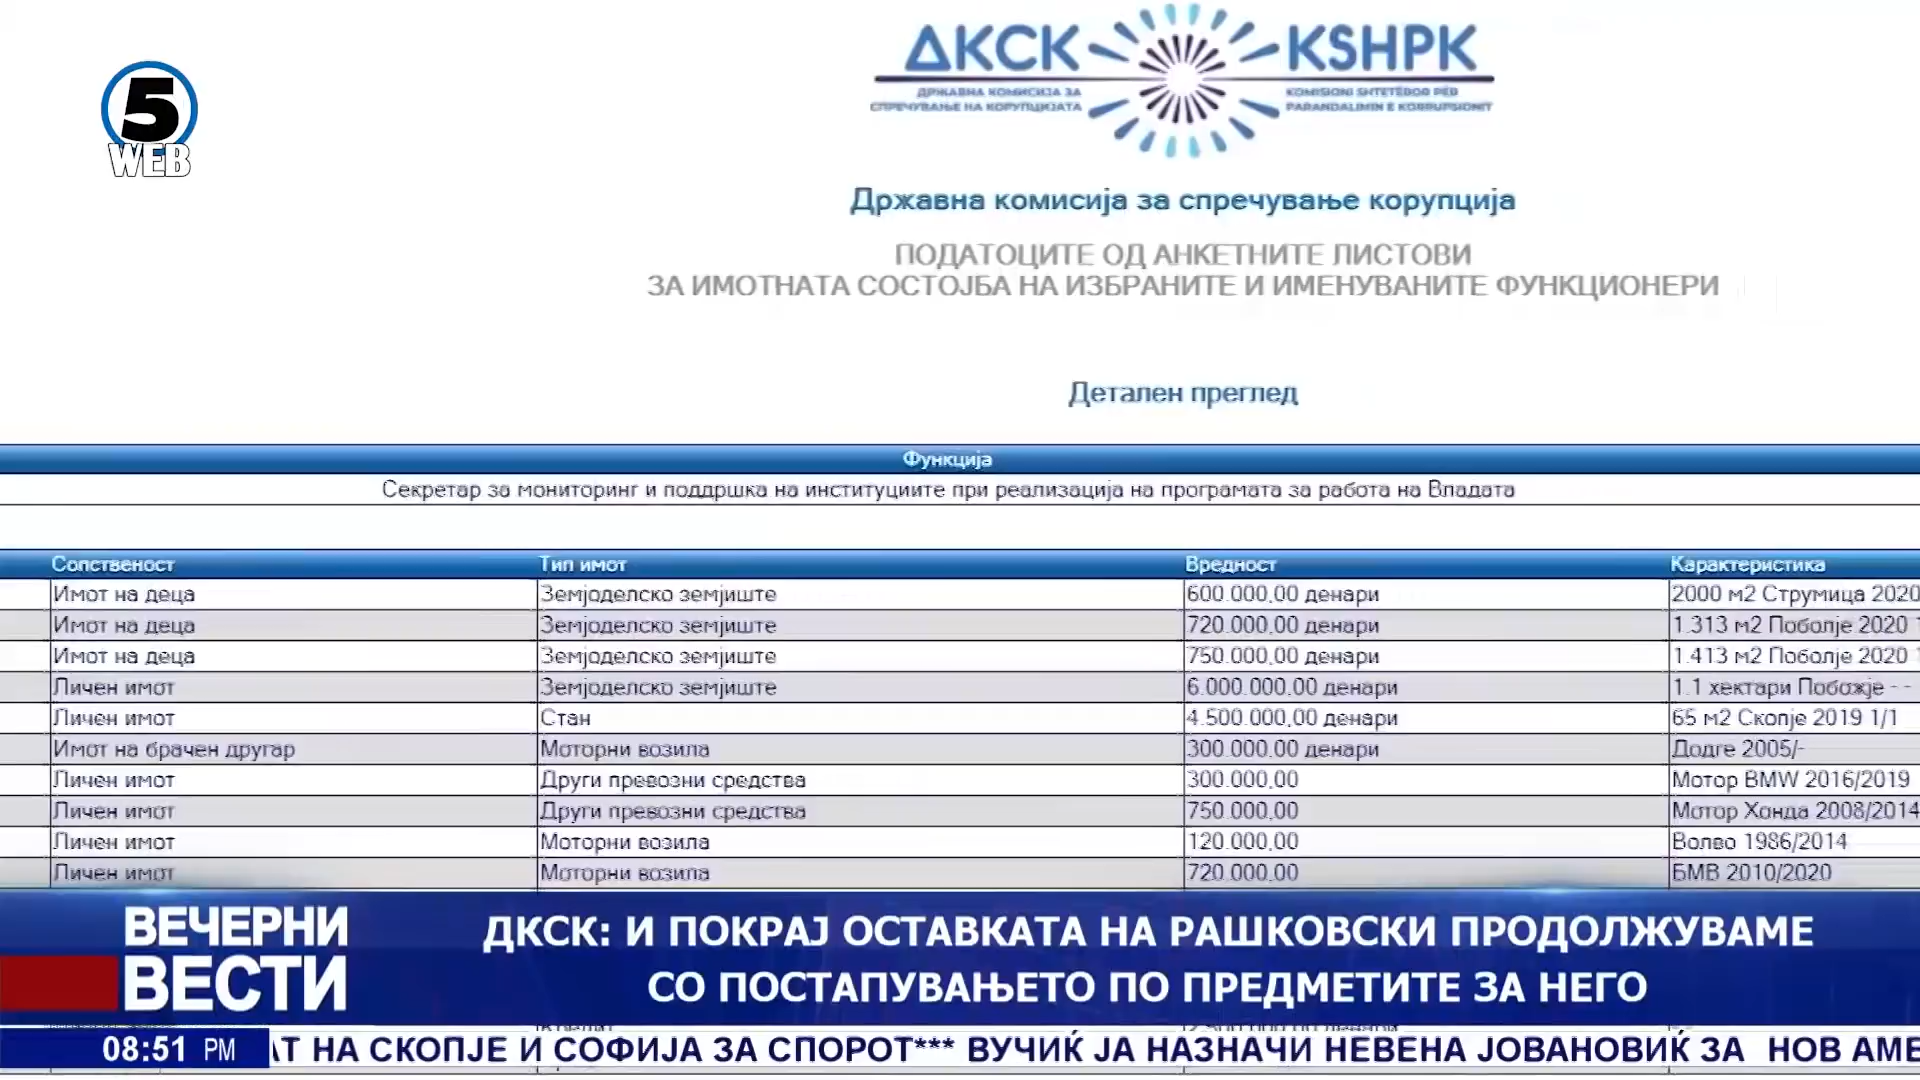 5
WEB
ДКСК KSHPK
ДРЖАВНА КОМИСИЈА ЗА
СПРЕЧУВАЊЕ НА КОРУПЦИЈАТА
KOMISIONI SHTETËROR PËR
PARANDALIMIN E KORRUPSIONIT
Државна комисија за спречување корупција
ПОДАТОЦИТЕ ОД АНКЕТНИТЕ ЛИСТОВИ
ЗА ИМОТНАТА СОСТОЈБА НА ИЗБРАНИТЕ И ИМЕНУВАНИТЕ ФУНКЦИОНЕРИ
Детален преглед
Функција
Секретар за мониторинг и поддршка на институциите при реализација на програмата за работа на Владата
Сопственост Тип имот Вредност Карактеристика
Имот на деца Земјоделско земјиште 600.000,00 денари 2000 м2 Струмица 2020
Имот на деца Земјоделско земјиште 720.000,00 денари 1.313 м2 Поболје 2020
Имот на деца Земјоделско земјиште 750.000,00 денари 1.413 м2 Поболје 2020
Личен имот Земјоделско земјиште 6.000.000,00 денари 1.1 хектари Побожје - -
Личен имот Стан 4.500.000,00 денари 65 м2 Скопје 2019 1/1
Имот на брачен другар Моторни возила 300.000,00 денари Додге 2005/-
Личен имот Други превозни средства 300.000,00 Мотор BMW 2016/2019
Личен имот Други превозни средства 750.000,00 Мотор Хонда 2008/2014
Личен имот Моторни возила 120.000,00 Волво 1986/2014
Личен имот Моторни возила 720.000,00 БМВ 2010/2020
ВЕЧЕРНИ
ВЕСТИ
ДКСК: И ПОКРАЈ ОСТАВКАТА НА РАШКОВСКИ ПРОДОЛЖУВАМЕ
СО ПОСТАПУВАЊЕТО ПО ПРЕДМЕТИТЕ ЗА НЕГО
08:51 PM
АТ НА СКОПЈЕ И СОФИЈА ЗА СПОРОТ*** ВУЧИЌ ЈА НАЗНАЧИ НЕВЕНА ЈОВАНОВИЌ ЗА НОВ АМБ